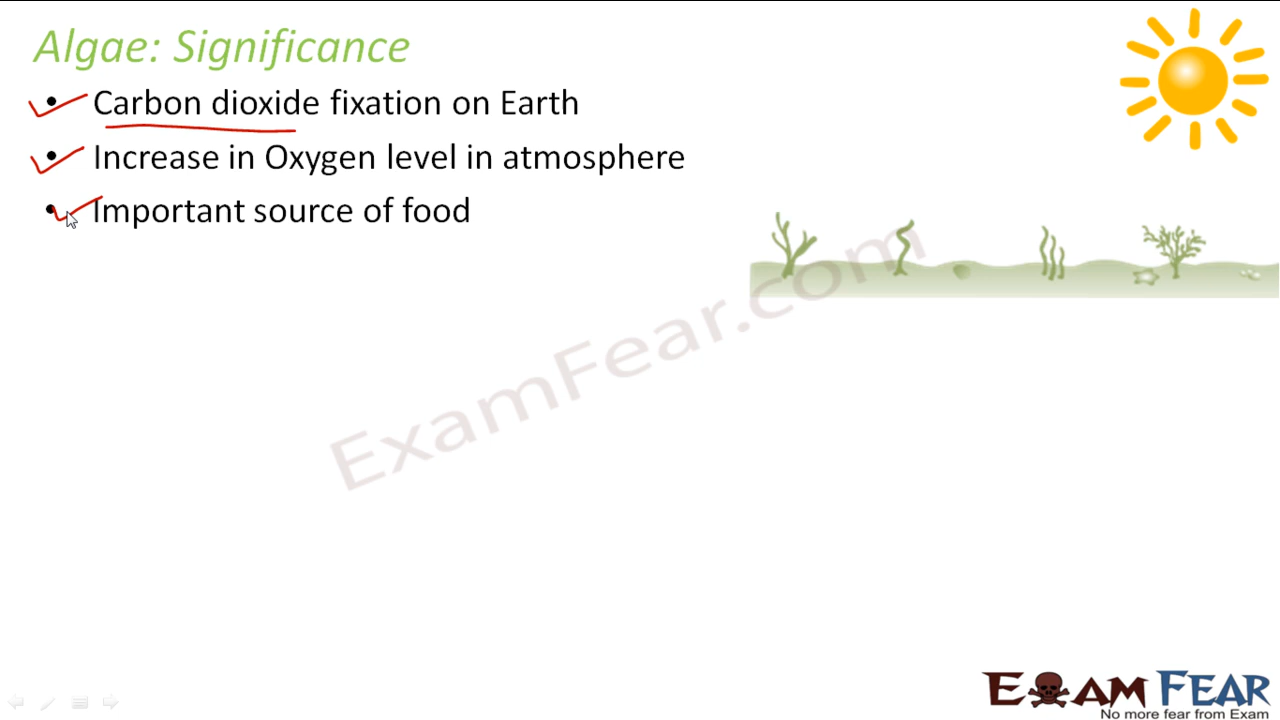 Algae: Significance
• Carbon dioxide fixation on Earth
• Increase in Oxygen level in atmosphere
• Important source of food
ExamFear.com
EXAM FEAR
No more fear from Exam